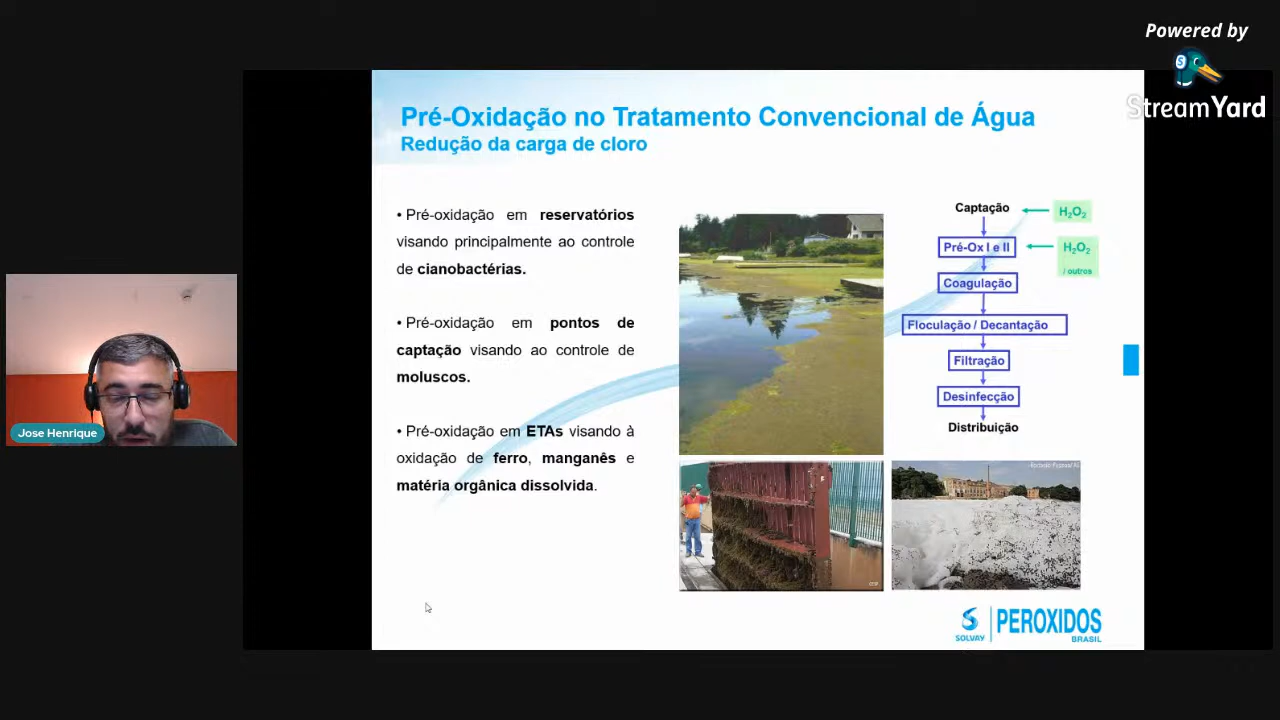 Powered by
StreamYard
Pré-Oxidação no Tratamento Convencional de Água
Redução da carga de cloro
• Pré-oxidação em reservatórios
visando principalmente ao controle
de cianobactérias.
• Pré-oxidação em pontos de
captação visando ao controle de
moluscos.
• Pré-oxidação em ETAs visando à
oxidação de ferro, manganês e
matéria orgânica dissolvida.
Captação
H₂O₂
Pré-Ox I e II
H₂O₂
/ outros
Coagulação
Floculação / Decantação
Filtração
Desinfecção
Distribuição
Jose Henrique
SOLVAY
PEROXIDOS
BRASIL